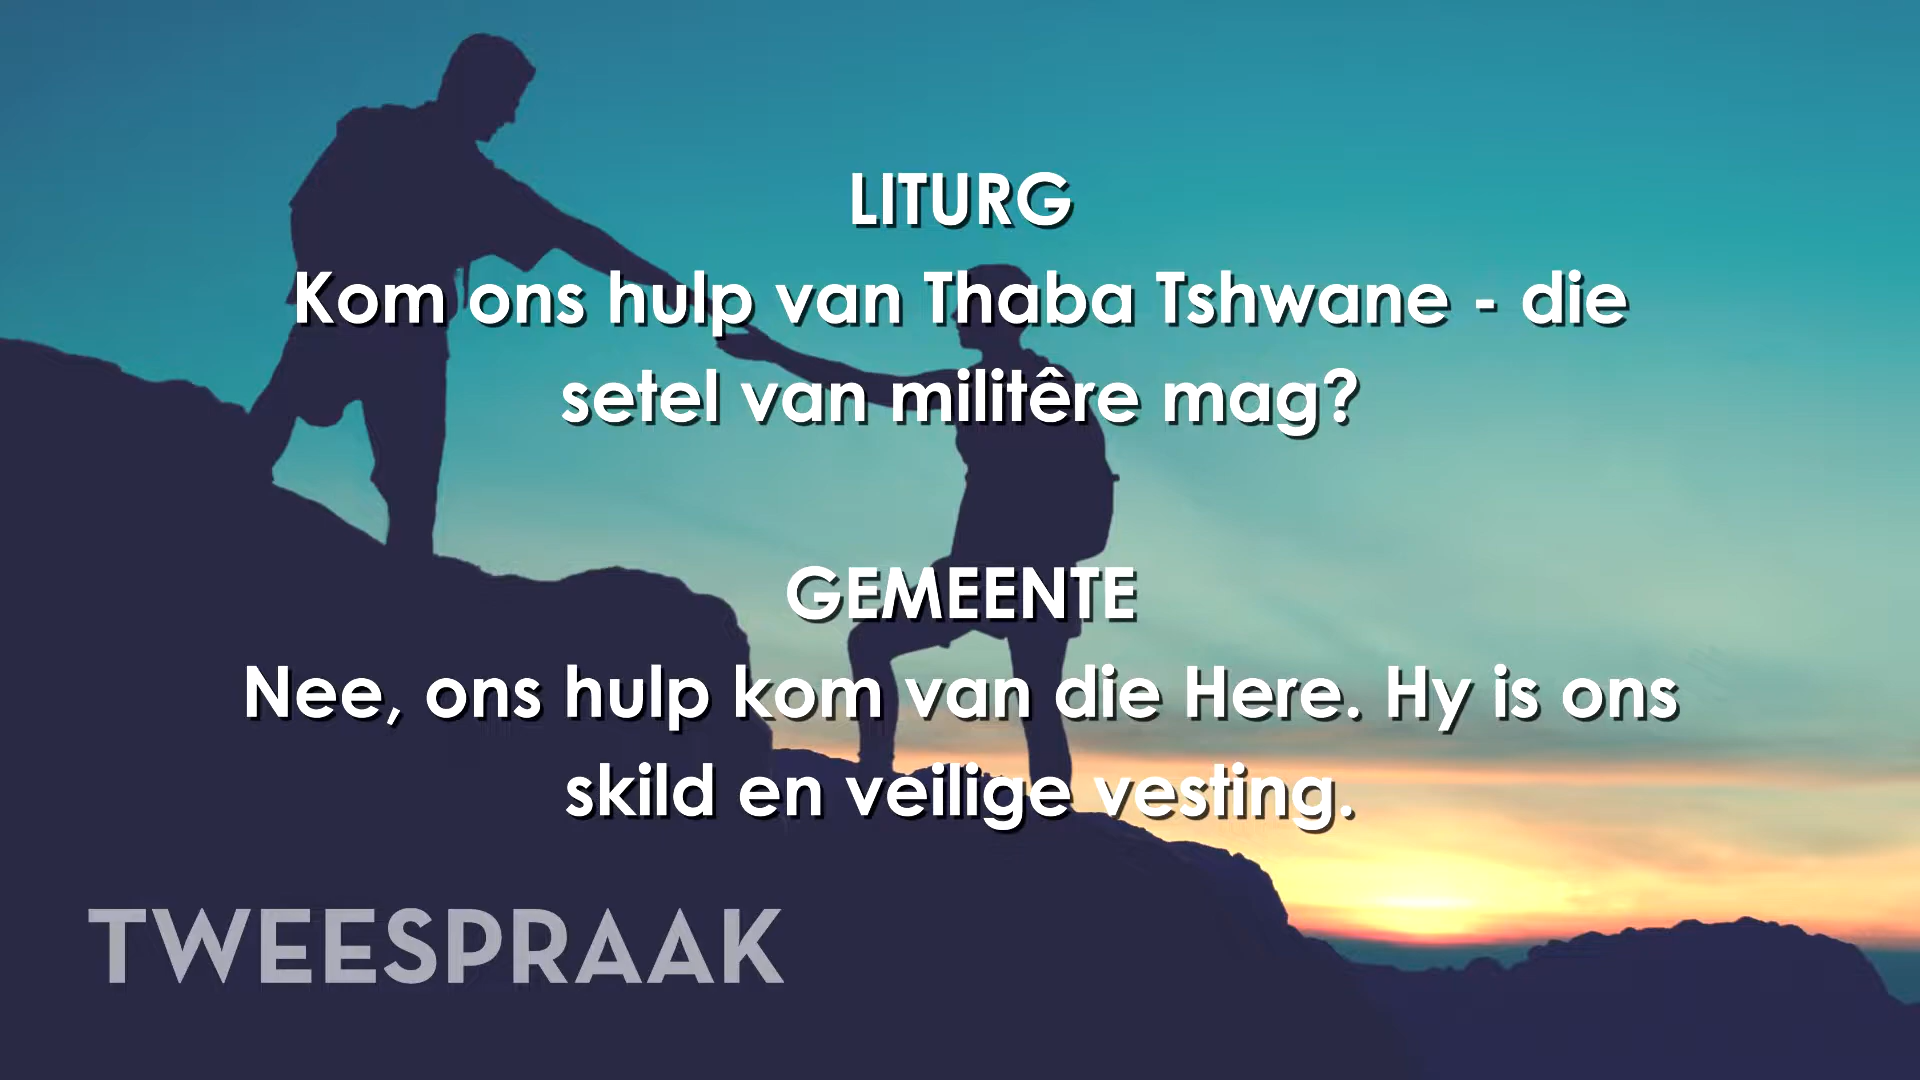 LITURG
Kom ons hulp van Thaba Tshwane - die
setel van militêre mag?
GEMEENTE
Nee, ons hulp kom van die Here. Hy is ons
skild en veilige vesting.
TWEESPRAAK